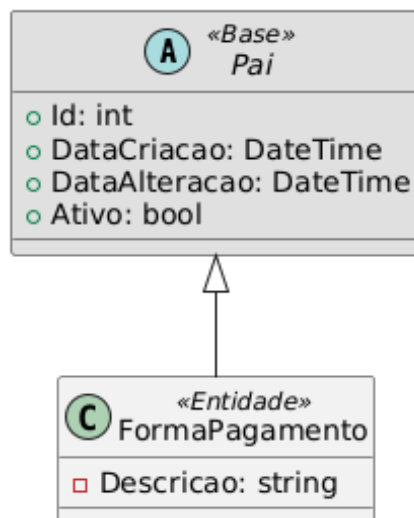 A «Base»
Pai
Id: int
DataCriacao: DateTime
DataAlteracao: DateTime
Ativo: bool
C «Entidade»
FormaPagamento
Descricao: string